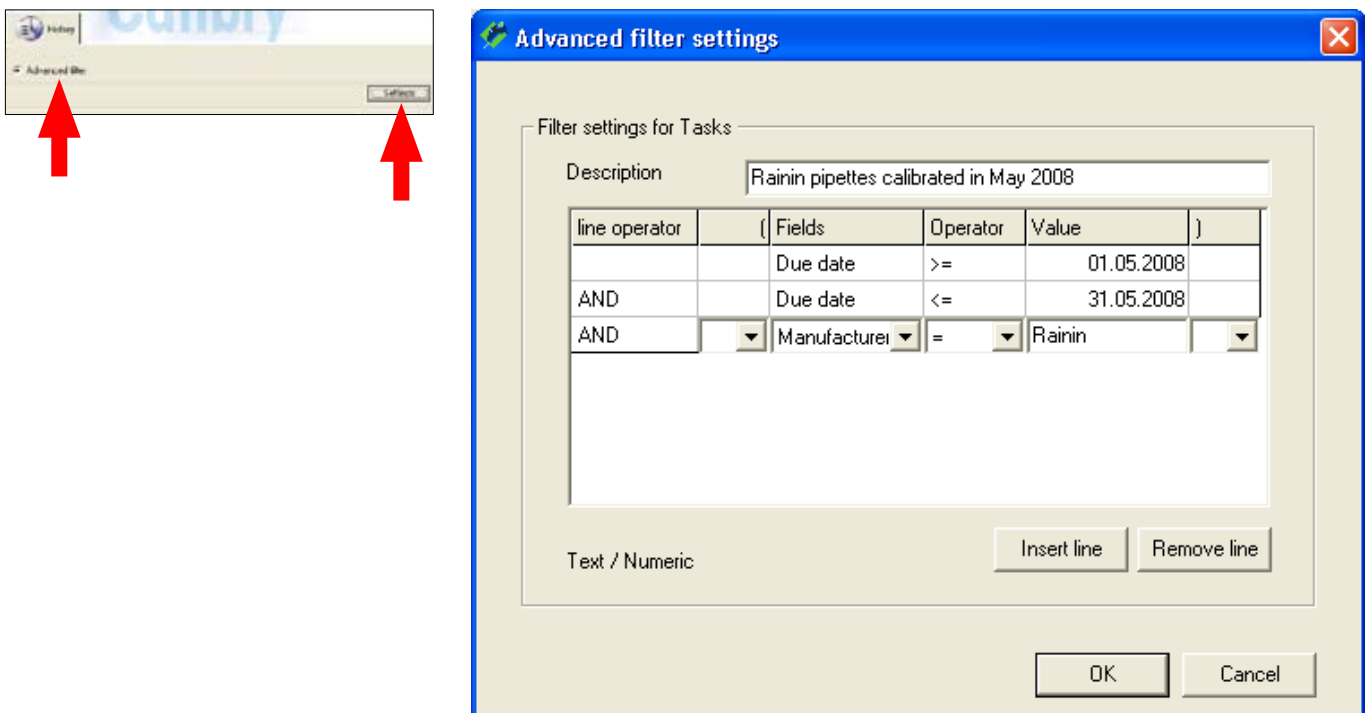 Calibry
History
Advanced filter
Settings
Advanced filter settings
Filter settings for Tasks
Description Rainin pipettes calibrated in May 2008
line operator ( Fields Operator Value )
Due date >= 01.05.2008
AND Due date <= 31.05.2008
AND Manufacturer = Rainin
Text / Numeric Insert line Remove line
OK Cancel